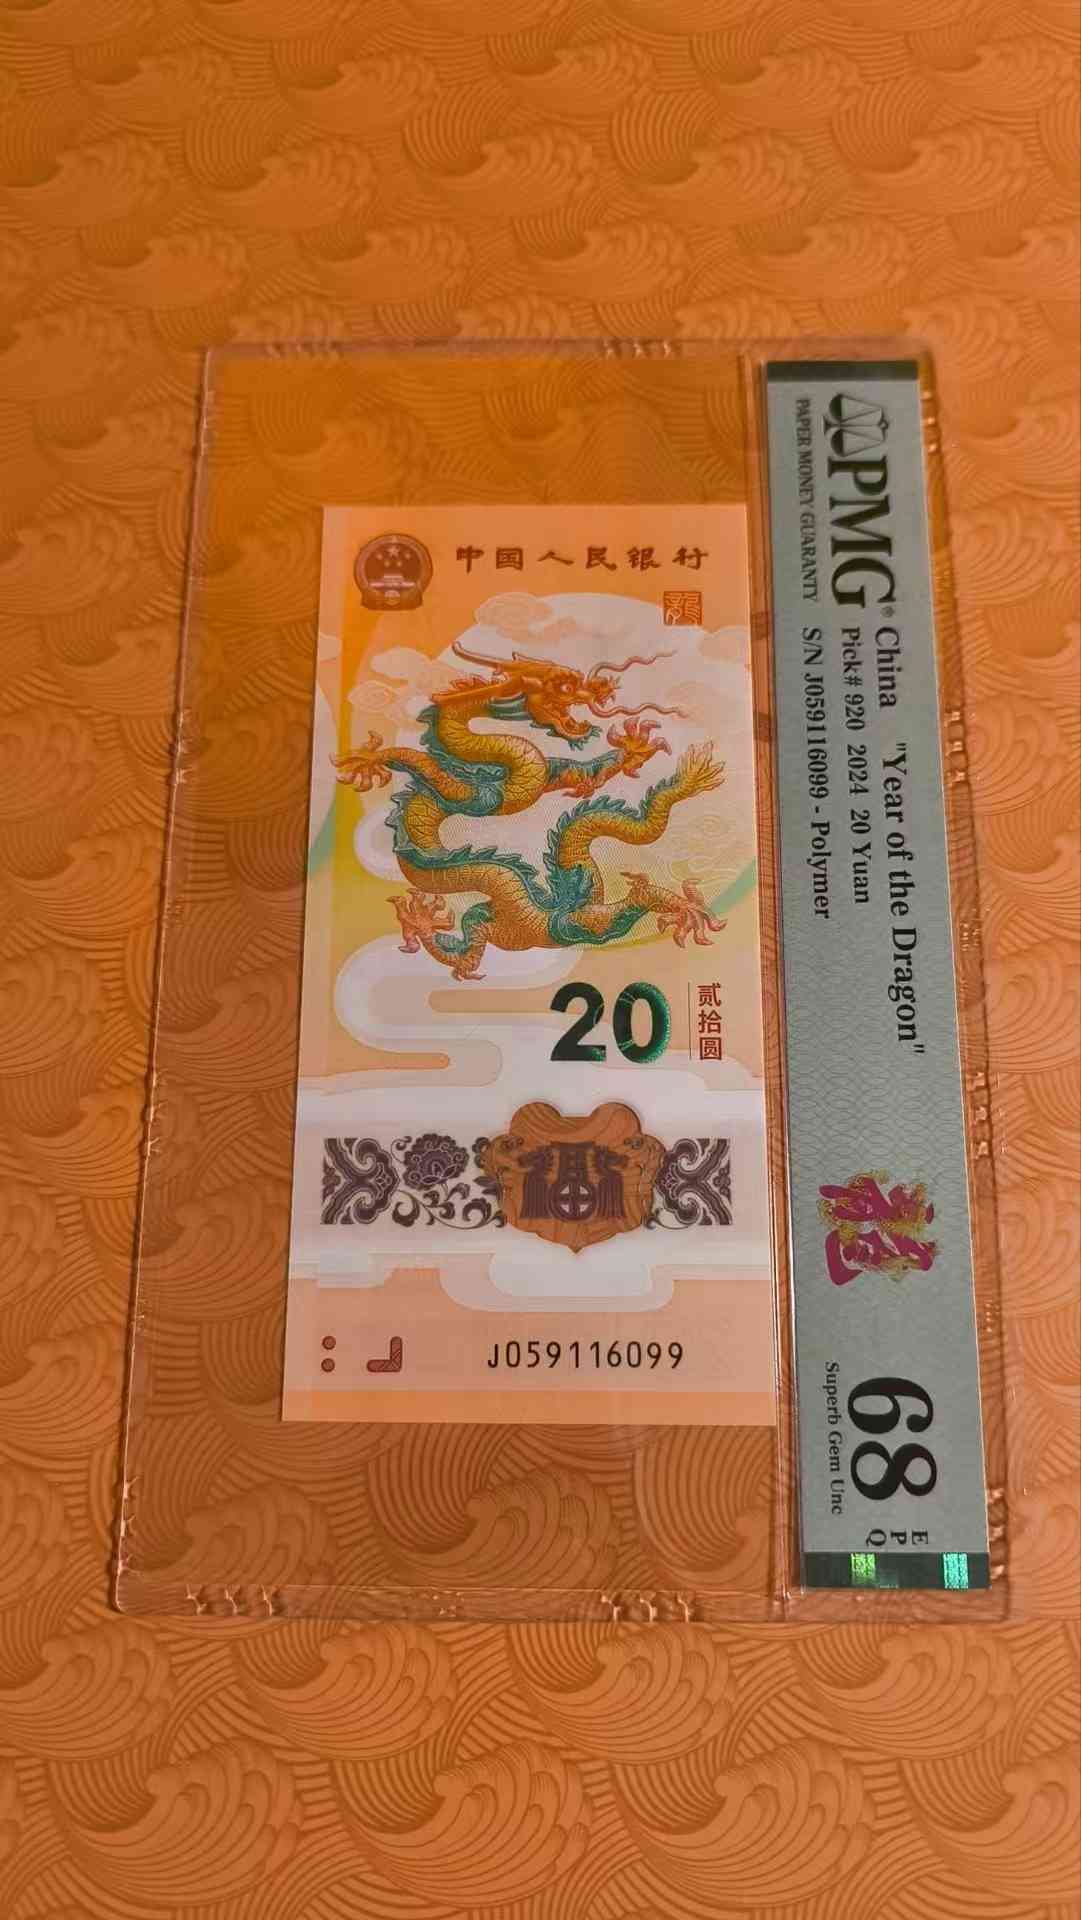 中国人民银行
龍
20
贰拾圆
J059116099
PMG®
PAPER MONEY GUARANTY
China "Year of the Dragon"
Pick# 920 2024 20 Yuan
S/N J059116099 - Polymer
68
EPQ
Superb Gem Unc